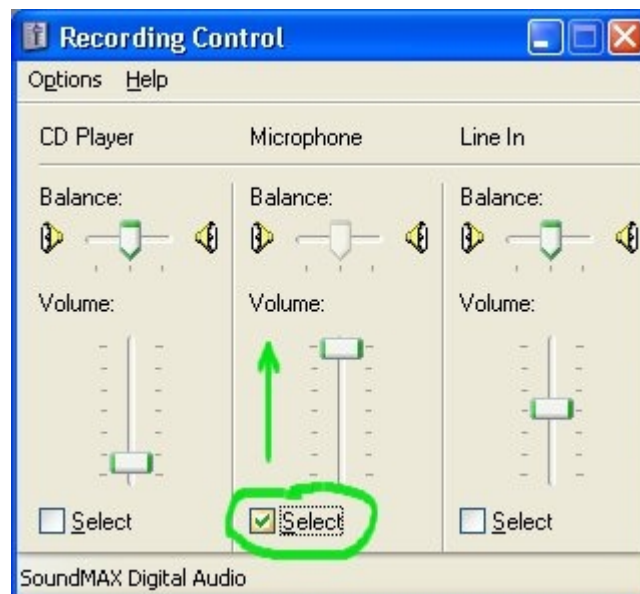 Recording Control
Options Help
CD Player Microphone Line In
Balance: Balance: Balance:
Volume: Volume: Volume:
Select Select Select
SoundMAX Digital Audio